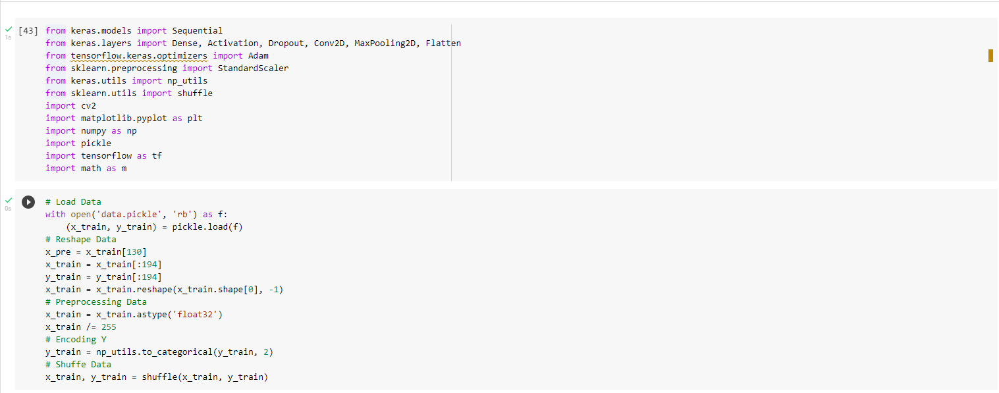 [43] from keras.models import Sequential
1s
from keras.layers import Dense, Activation, Dropout, Conv2D, MaxPooling2D, Flatten
from tensorflow.keras.optimizers import Adam
from sklearn.preprocessing import StandardScaler
from keras.utils import np_utils
from sklearn.utils import shuffle
import cv2
import matplotlib.pyplot as plt
import numpy as np
import pickle
import tensorflow as tf
import math as m
# Load Data
0s
with open('data.pickle', 'rb') as f:
    (x_train, y_train) = pickle.load(f)
# Reshape Data
x_pre = x_train[130]
x_train = x_train[:194]
y_train = y_train[:194]
x_train = x_train.reshape(x_train.shape[0], -1)
# Preprocessing Data
x_train = x_train.astype('float32')
x_train /= 255
# Encoding Y
y_train = np_utils.to_categorical(y_train, 2)
# Shuffe Data
x_train, y_train = shuffle(x_train, y_train)